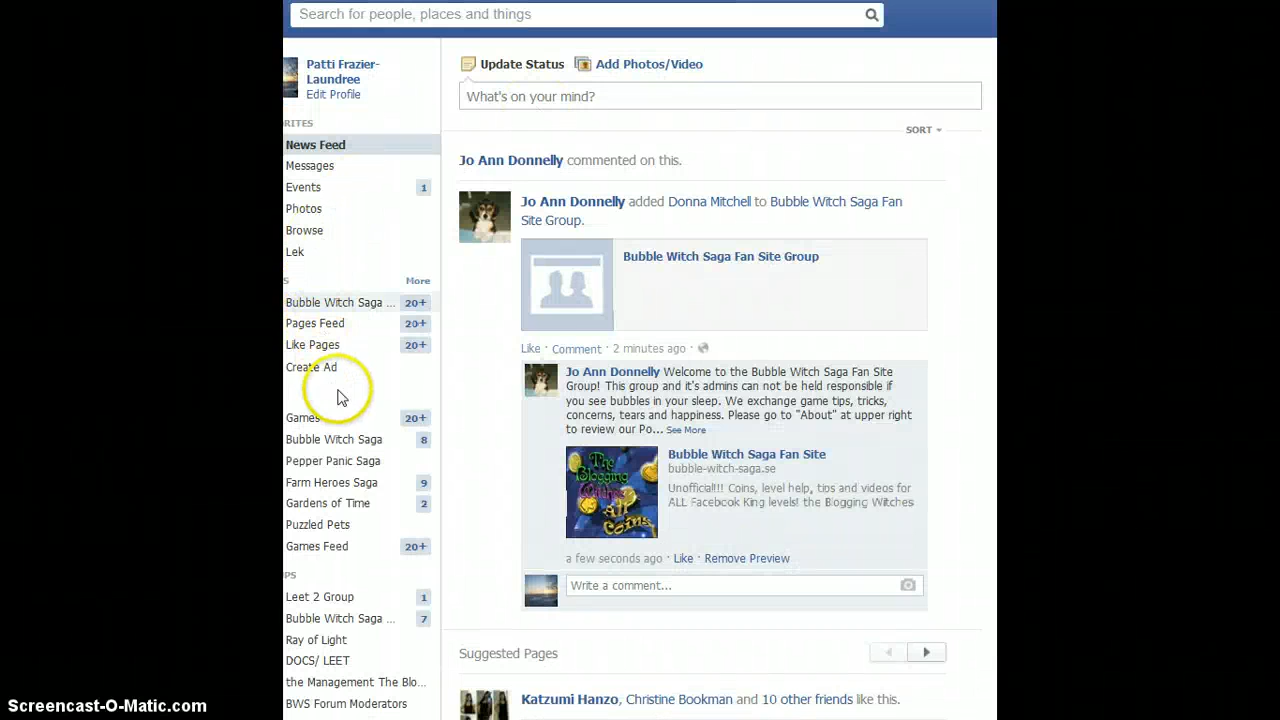 Search for people, places and things
Patti Frazier-
Laundree
Edit Profile
RITES
News Feed
Messages
Events 1
Photos
Browse
Lek
S More
Bubble Witch Saga ... 20+
Pages Feed 20+
Like Pages 20+
Create Ad
Games 20+
Bubble Witch Saga 8
Pepper Panic Saga
Farm Heroes Saga 9
Gardens of Time 2
Puzzled Pets
Games Feed 20+
PS
Leet 2 Group 1
Bubble Witch Saga ... 7
Ray of Light
DOCS/ LEET
the Management The Blo...
BWS Forum Moderators
Update Status Add Photos/Video
What's on your mind?
SORT
Jo Ann Donnelly commented on this.
Jo Ann Donnelly added Donna Mitchell to Bubble Witch Saga Fan
Site Group.
Bubble Witch Saga Fan Site Group
Like · Comment · 2 minutes ago ·
Jo Ann Donnelly Welcome to the Bubble Witch Saga Fan Site
Group! This group and it's admins can not be held responsible if
you see bubbles in your sleep. We exchange game tips, tricks,
concerns, tears and happiness. Please go to "About" at upper right
to review our Po... See More
The
Blogging
Witches
All
Coins
Bubble Witch Saga Fan Site
bubble-witch-saga.se
Unofficial!!! Coins, level help, tips and videos for
ALL Facebook King levels! the Blogging Witches
a few seconds ago · Like · Remove Preview
Write a comment...
Suggested Pages
Katzumi Hanzo, Christine Bookman and 10 other friends like this.
Screencast-O-Matic.com